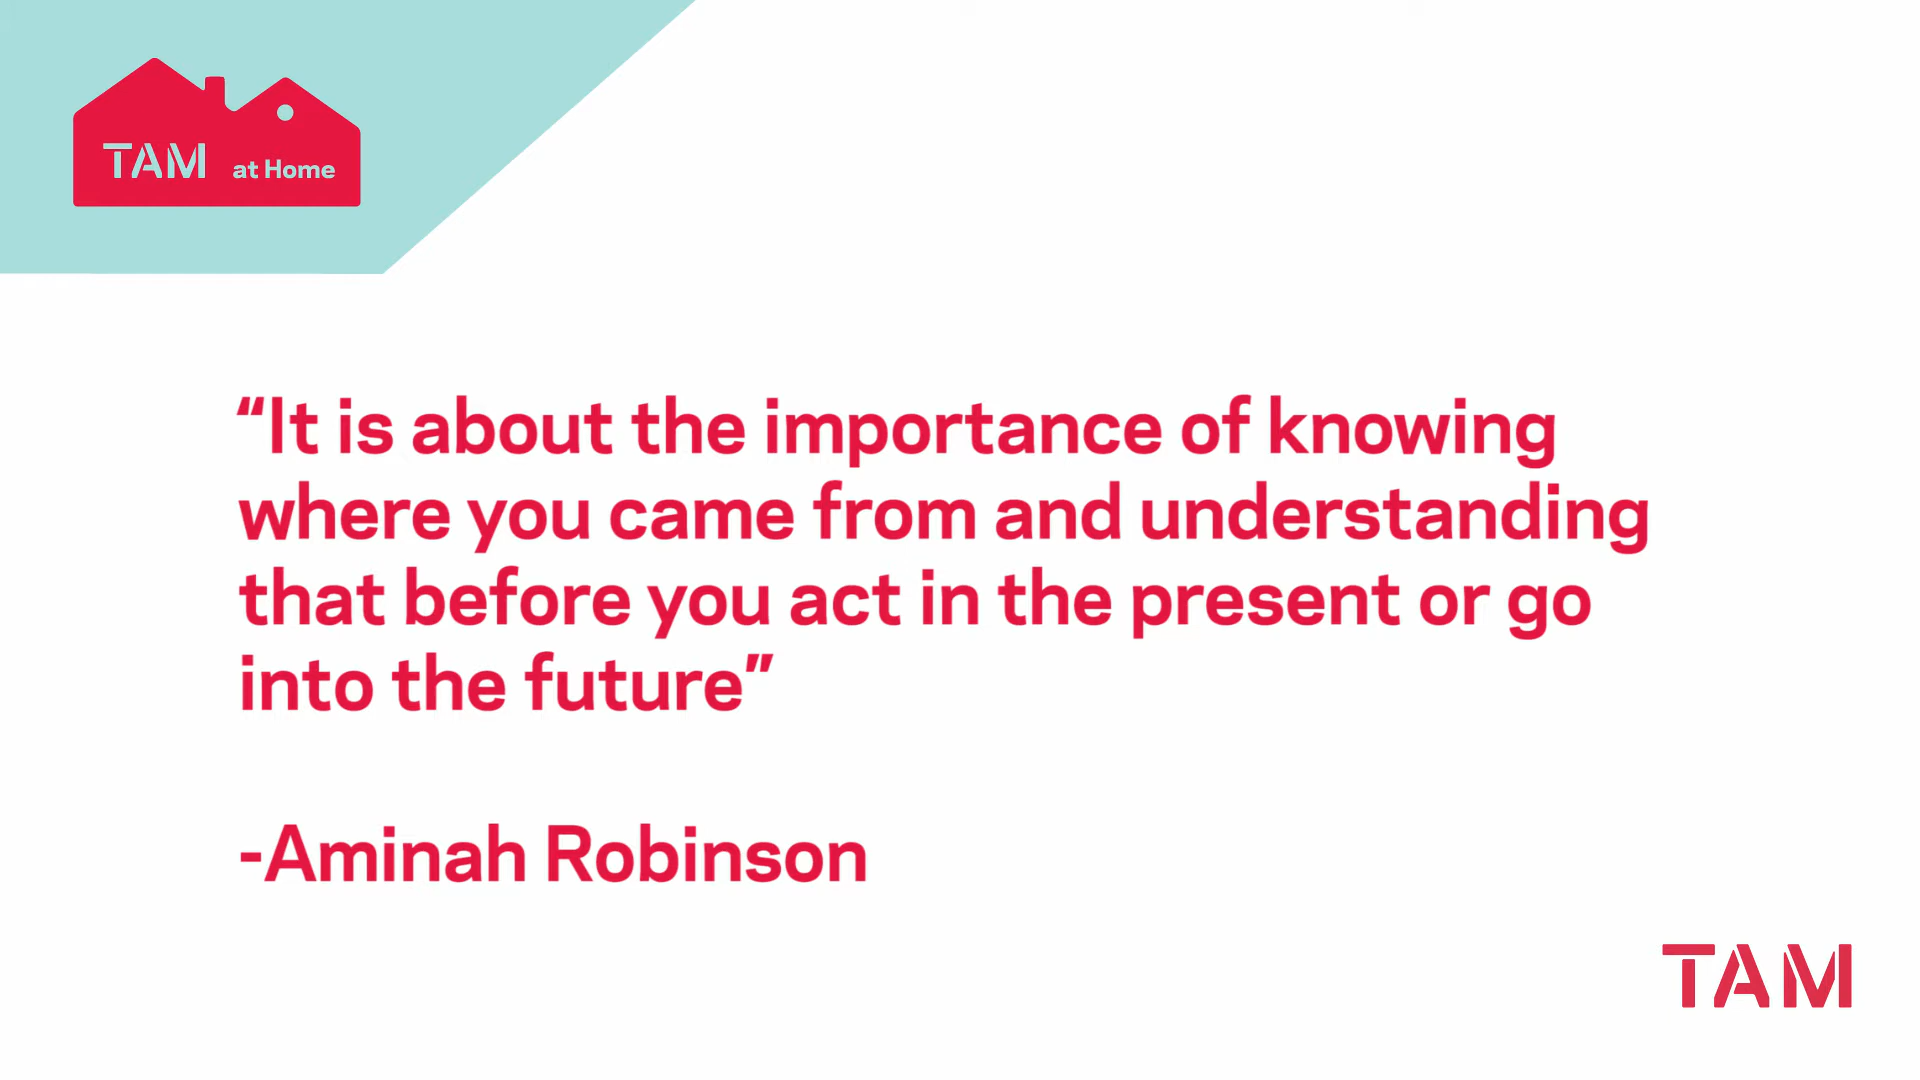 TAM at Home
“It is about the importance of knowing
where you came from and understanding
that before you act in the present or go
into the future”
-Aminah Robinson
TAM